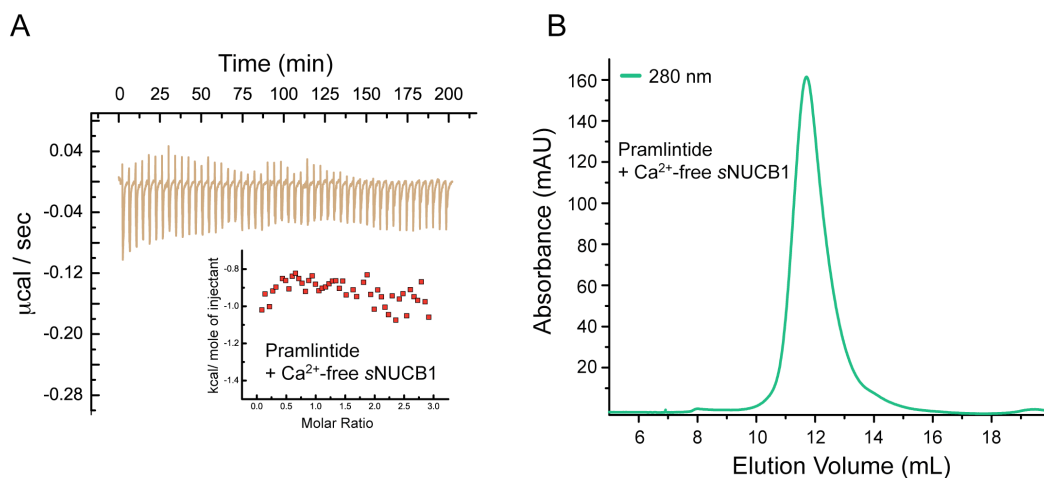 A
Time (min)
0 25 50 75 100 125 150 175 200
0.04
-0.04
-0.12
-0.20
-0.28
μcal / sec
-0.8
-1.0
-1.2
-1.4
kcal/ mole of injectant
Pramlintide
+ Ca²⁺-free sNUCB1
0.0 0.5 1.0 1.5 2.0 2.5 3.0
Molar Ratio
B
280 nm
Pramlintide
+ Ca²⁺-free sNUCB1
160
140
120
100
80
60
40
20
Absorbance (mAU)
6 8 10 12 14 16 18
Elution Volume (mL)